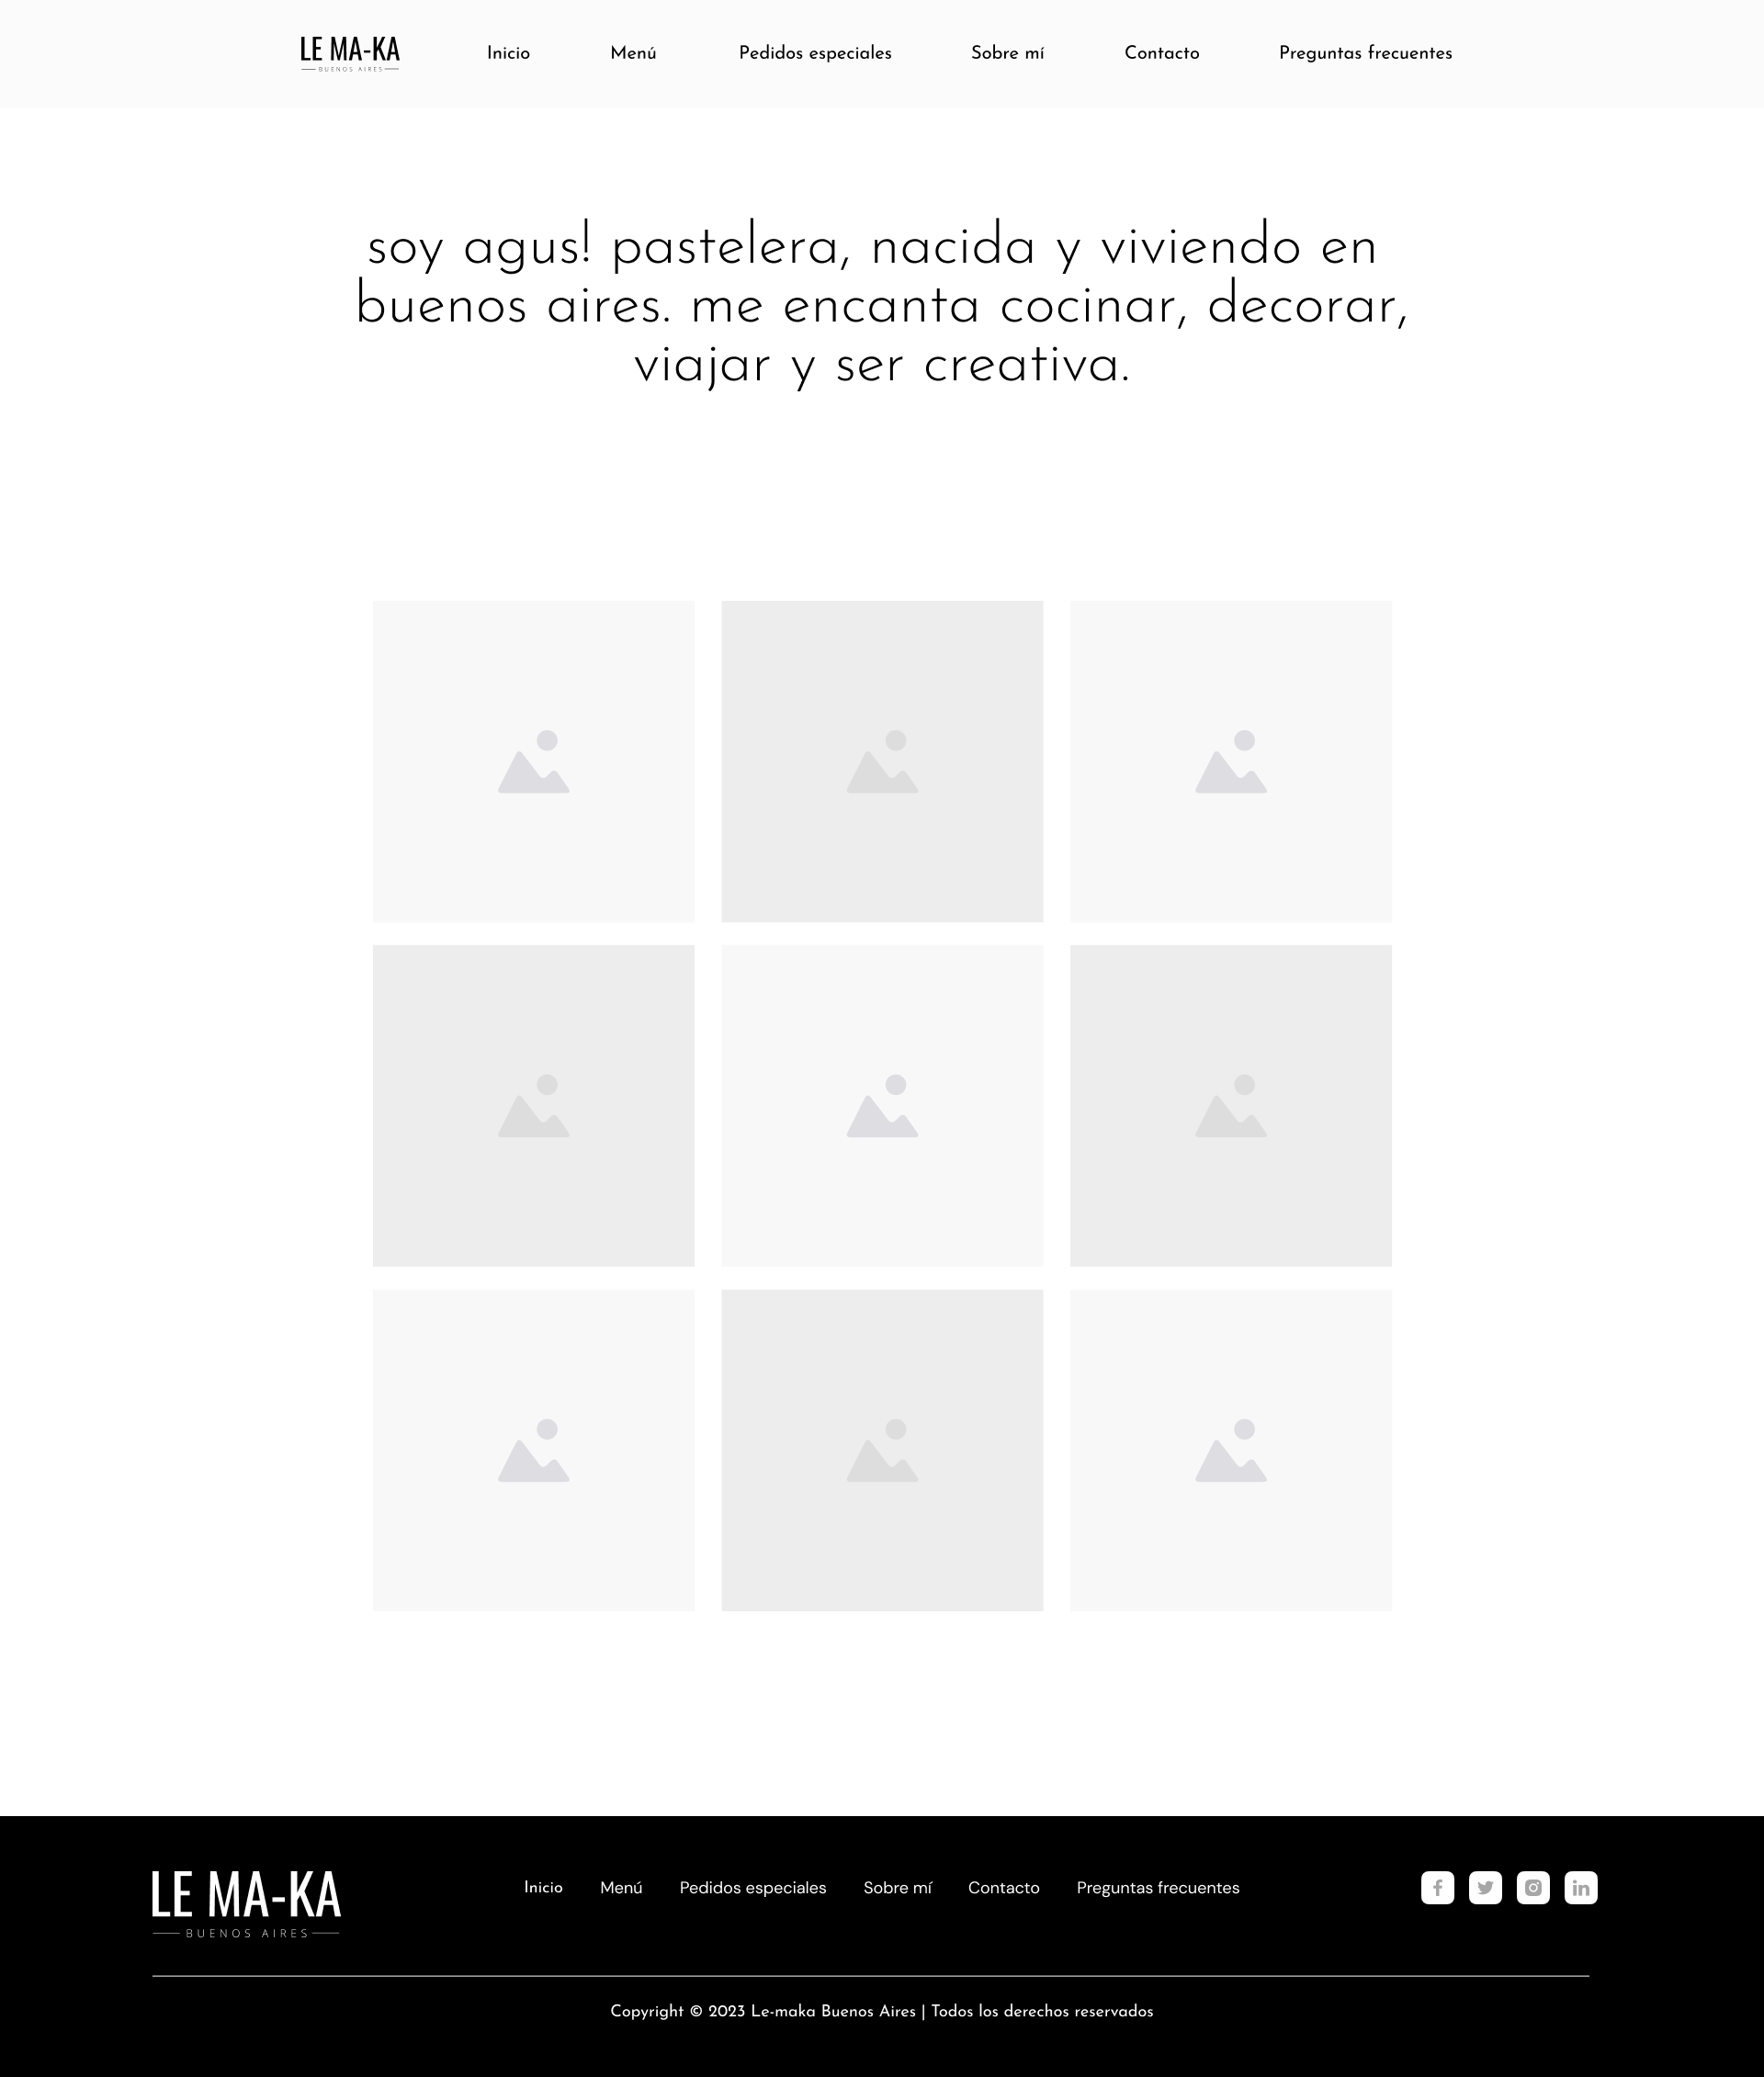 LE MA-KA
BUENOS AIRES
Inicio
Menú
Pedidos especiales
Sobre mí
Contacto
Preguntas frecuentes
soy agus! pastelera, nacida y viviendo en
buenos aires. me encanta cocinar, decorar,
viajar y ser creativa.
LE MA-KA
BUENOS AIRES
Inicio
Menú
Pedidos especiales
Sobre mí
Contacto
Preguntas frecuentes
Copyright © 2023 Le-maka Buenos Aires | Todos los derechos reservados